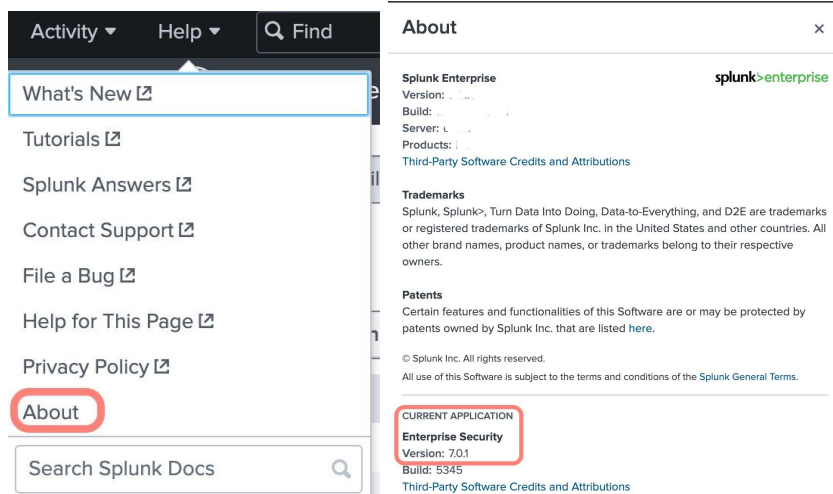 Activity
Help
Find
What's New
Tutorials
Splunk Answers
Contact Support
File a Bug
Help for This Page
Privacy Policy
About
Search Splunk Docs
About
Splunk Enterprise
splunk>enterprise
Version:
Build:
Server:
Products:
Third-Party Software Credits and Attributions
Trademarks
Splunk, Splunk>, Turn Data Into Doing, Data-to-Everything, and D2E are trademarks
or registered trademarks of Splunk Inc. in the United States and other countries. All
other brand names, product names, or trademarks belong to their respective
owners.
Patents
Certain features and functionalities of this Software are or may be protected by
patents owned by Splunk Inc. that are listed here.
© Splunk Inc. All rights reserved.
All use of this Software is subject to the terms and conditions of the Splunk General Terms.
CURRENT APPLICATION
Enterprise Security
Version: 7.0.1
Build: 5345
Third-Party Software Credits and Attributions